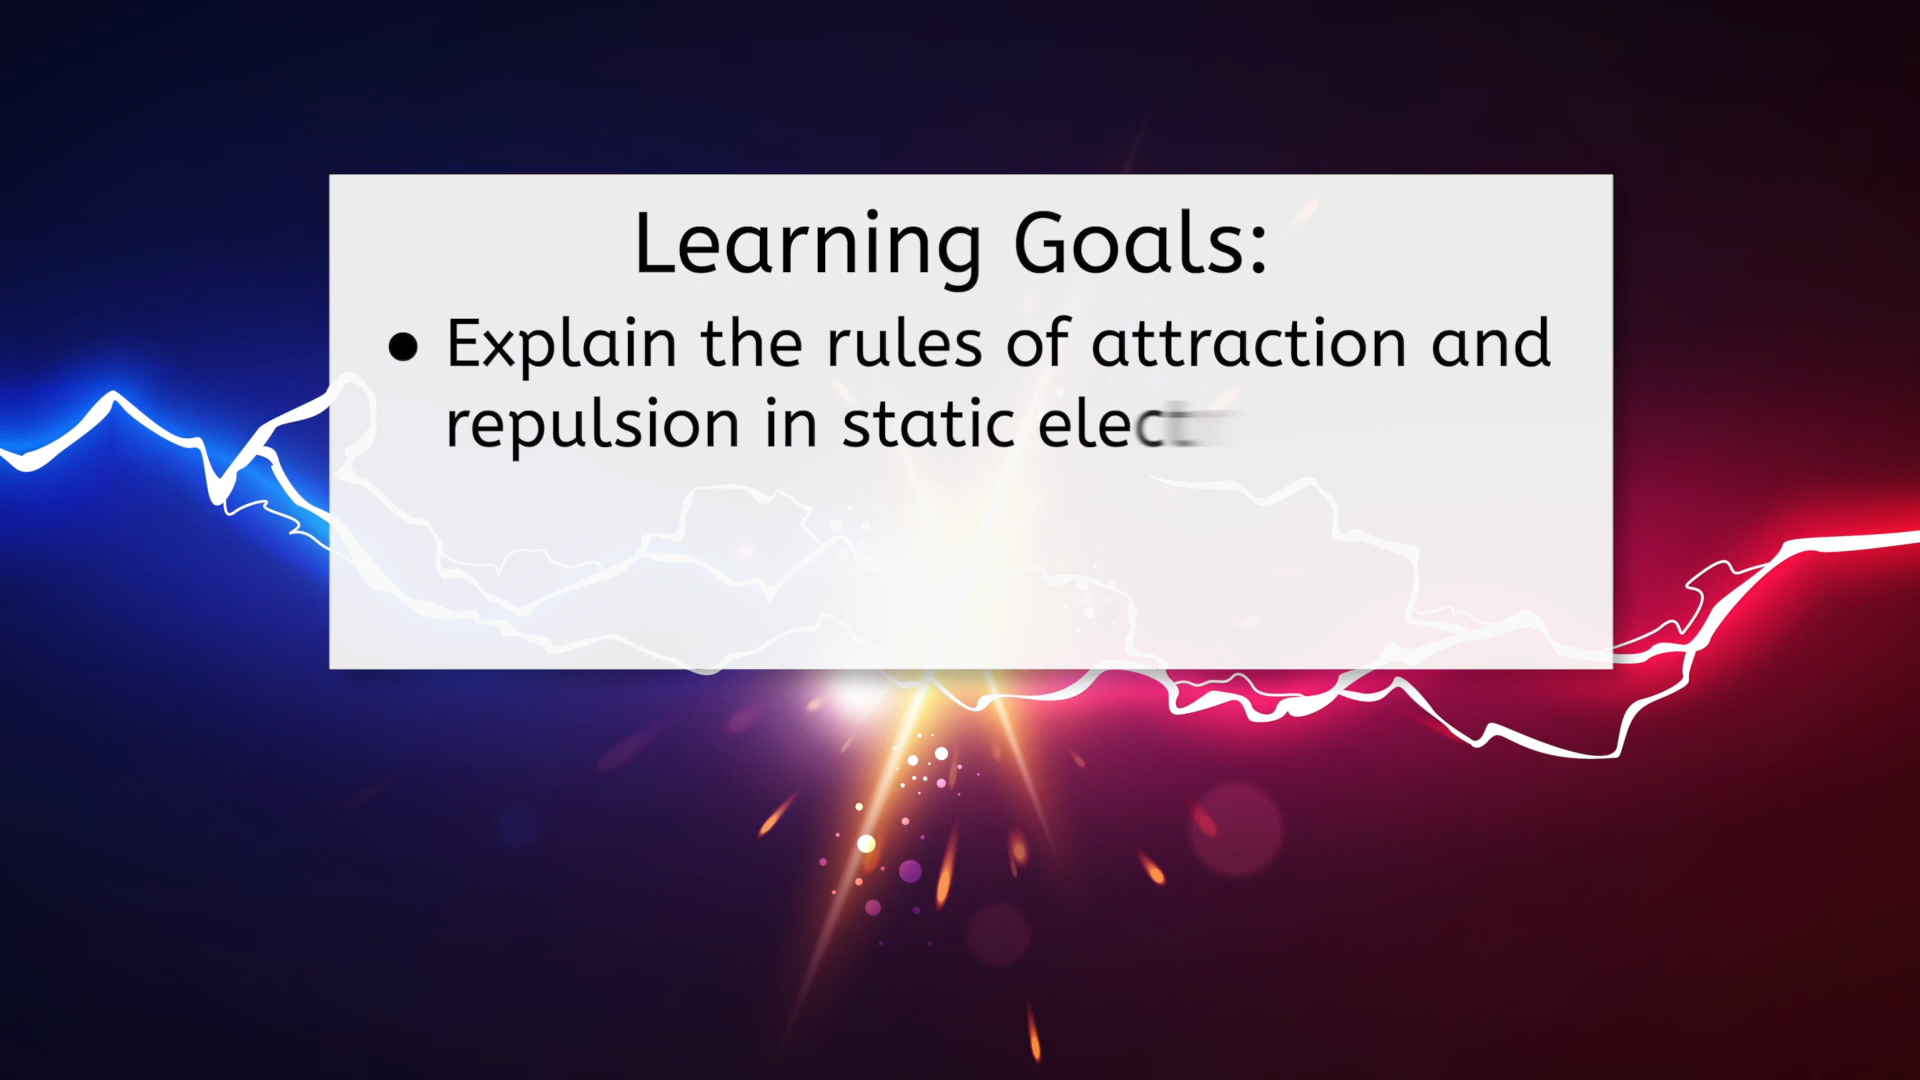 Learning Goals:
● Explain the rules of attraction and
repulsion in static